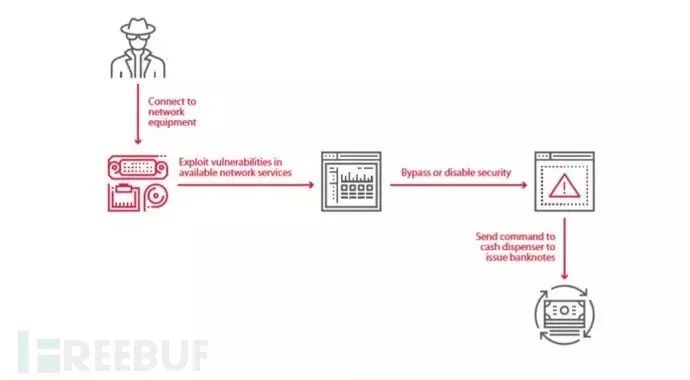 Connect to
network
equipment
Exploit vulnerabilities in
available network services
Bypass or disable security
Send command to
cash dispenser to
issue banknotes
FREEBUF